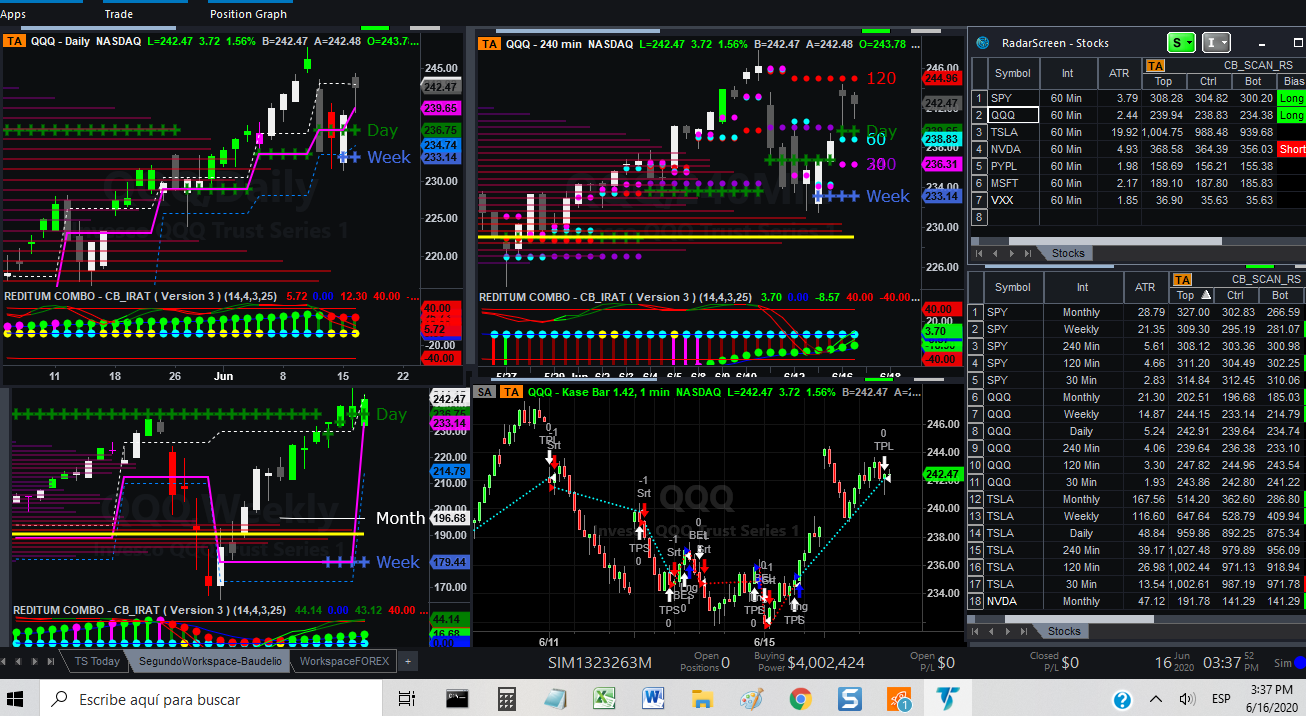 Apps Trade Position Graph
TA QQQ - Daily NASDAQ L=242.47 3.72 1.56% B=242.47 A=242.48 O=243.7...
245.00
242.47
239.65
236.75
234.74
233.14
230.00
225.00
220.00
Day
Week
QQQ Daily
Invesco QQQ Trust Series 1
REDITUM COMBO - CB_IRAT ( Version 3 ) (14,4,3,25) 5.72 0.00 12.30 40.00 ...
40.00
5.72
-20.00
-40.00
11 18 26 Jun 8 15 22
TA QQQ - 240 min NASDAQ L=242.47 3.72 1.56% B=242.47 A=242.48 O=243.78 ...
246.00
244.96
242.47
238.83
238.00
236.31
234.00
233.14
230.00
226.00
120
Day
60
Week
REDITUM COMBO - CB_IRAT ( Version 3 ) (14,4,3,25) 3.70 0.00 -8.57 40.00 -40.00...
40.00
20.00
3.70
-40.00
5/27 5/29 Jun 6/2 6/3 6/4 6/5 6/8 6/9 6/10 6/12 6/16 6/18
242.47
236.75
233.14
230.00
214.79
210.00
200.00
196.68
190.00
179.44
170.00
Day
Month
Week
QQQ Weekly
Invesco QQQ Trust Series 1
REDITUM COMBO - CB_IRAT ( Version 3 ) (14,4,3,25) 44.14 0.00 43.12 40.00 ...
44.14
16.68
0.00
SA TA QQQ - Kase Bar 1.42, 1 min NASDAQ L=242.47 3.72 1.56% B=242.47 A=2...
246.00
244.00
242.47
242.00
240.00
238.00
236.00
234.00
QQQ
Invesco QQQ Trust Series 1
0
TPL
-1
Srt
-1
Srt
TPS
0
-1
Srt
TPS
0
BES
0
BEL
Srt
TPS
0
BEL
-1
Lng
TPS
0
TPL
6/11 6/15
RadarScreen - Stocks
S I
TA CB_SCAN_RS
Symbol Int ATR Top Ctrl Bot Bias
1 SPY 60 Min 3.79 308.28 304.82 300.20 Long
2 QQQ 60 Min 2.44 239.94 238.83 234.38 Long
3 TSLA 60 Min 19.92 1,004.75 988.48 939.68
4 NVDA 60 Min 4.93 368.58 364.39 356.03 Short
5 PYPL 60 Min 1.98 158.69 156.21 155.38
6 MSFT 60 Min 2.17 189.10 187.80 185.83
7 VXX 60 Min 1.85 36.90 35.63 35.63
8
Stocks
TA CB_SCAN_RS
Symbol Int ATR Top Ctrl Bot
1 SPY Monthly 28.79 327.00 302.83 266.59
2 SPY Weekly 21.35 309.30 295.19 281.07
3 SPY 240 Min 5.61 308.12 303.36 300.98
4 SPY 120 Min 4.66 311.20 304.49 302.25
5 SPY 30 Min 2.83 314.84 312.45 310.06
6 QQQ Monthly 21.30 202.51 196.68 185.03
7 QQQ Weekly 14.87 244.15 233.14 214.79
8 QQQ Daily 5.24 242.91 239.64 234.74
9 QQQ 240 Min 4.06 239.64 236.38 233.10
10 QQQ 120 Min 3.30 247.82 244.96 243.54
11 QQQ 30 Min 1.93 243.86 242.80 241.22
12 TSLA Monthly 167.56 514.20 362.60 286.80
13 TSLA Weekly 116.60 647.64 528.79 409.94
14 TSLA Daily 48.84 959.86 892.25 875.34
15 TSLA 240 Min 39.17 1,027.48 979.89 956.09
16 TSLA 120 Min 26.98 1,002.44 971.13 918.94
17 TSLA 30 Min 13.54 1,002.61 987.19 971.78
18 NVDA Monthly 47.12 191.78 141.29 141.29
Stocks
TS Today SegundoWorkspace-Baudelio WorkspaceFOREX +
SIM1323263M Open Positions 0 Buying Power $4,002,424 Open P/L $0 Closed P/L $0 16 Jun 2020 03:37 52 PM Sim
Escribe aquí para buscar
1
ESP
3:37 PM
6/16/2020